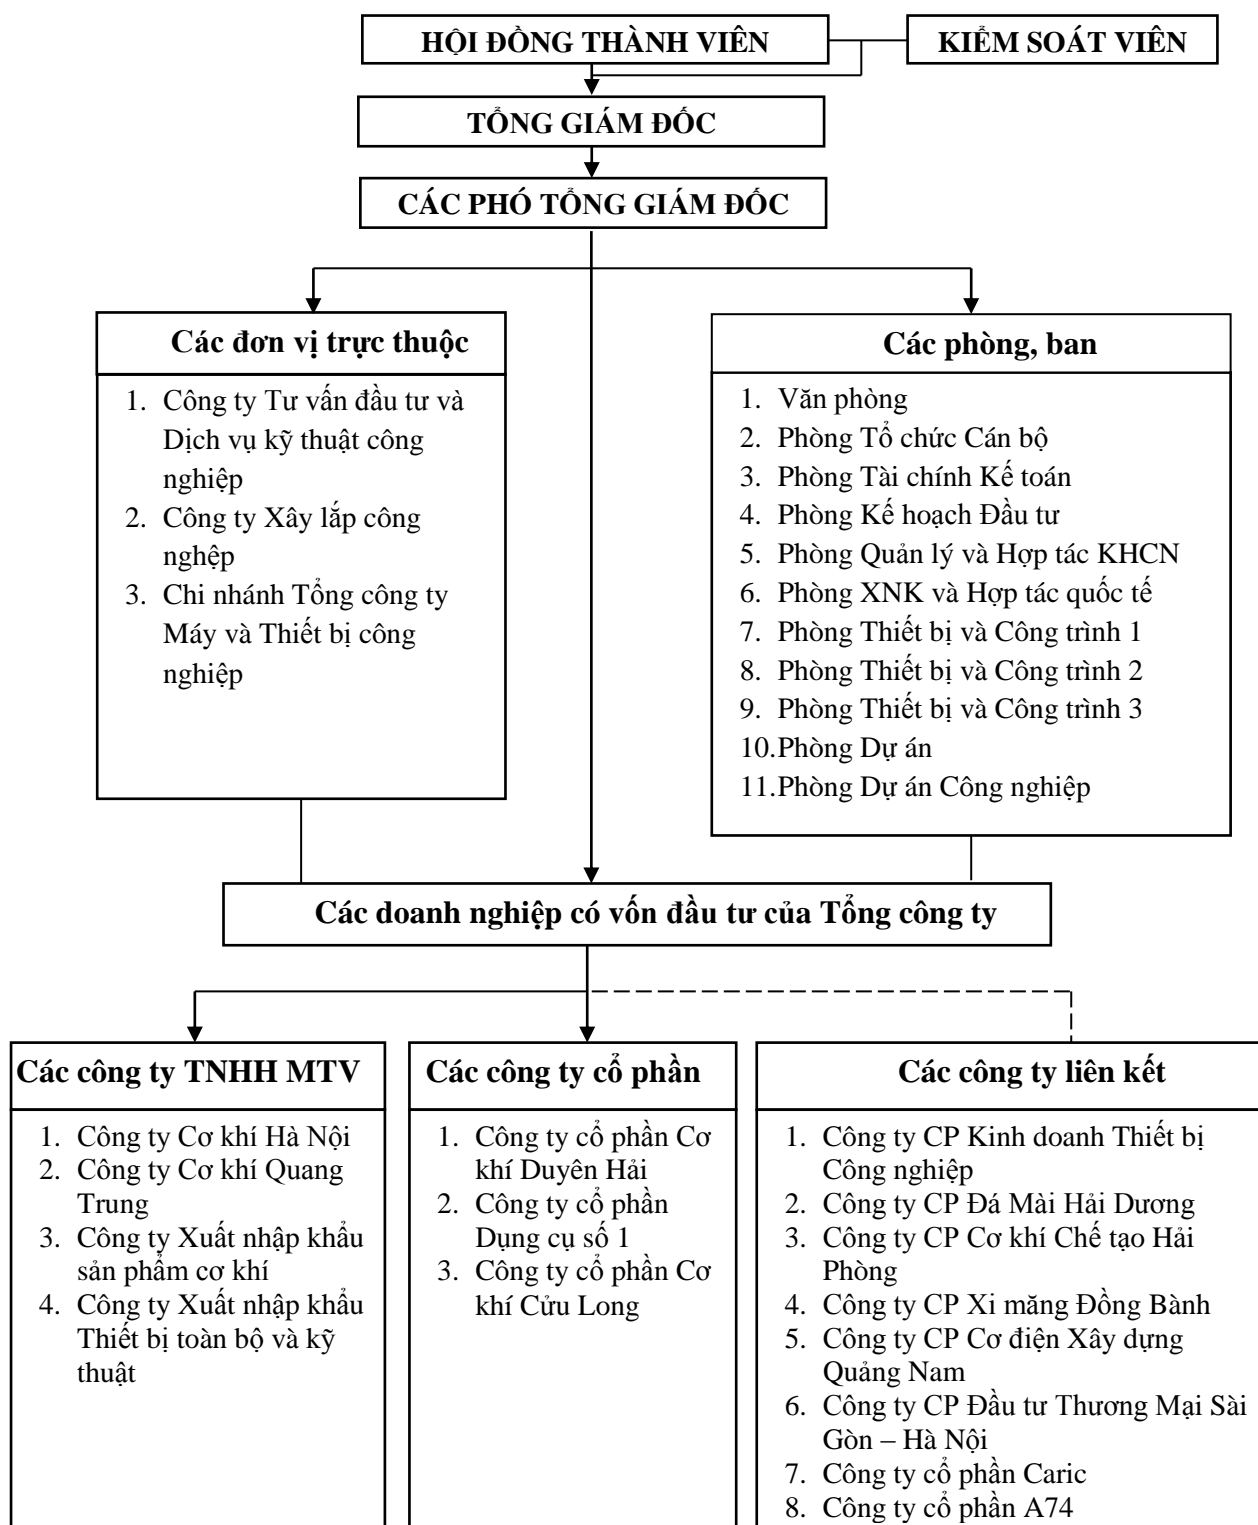 HỘI ĐỒNG THÀNH VIÊN
KIỂM SOÁT VIÊN
TỔNG GIÁM ĐỐC
CÁC PHÓ TỔNG GIÁM ĐỐC
Các đơn vị trực thuộc
1. Công ty Tư vấn đầu tư và
Dịch vụ kỹ thuật công
nghiệp
2. Công ty Xây lắp công
nghệp
3. Chi nhánh Tổng công ty
Máy và Thiết bị công
nghiệp
Các phòng, ban
1. Văn phòng
2. Phòng Tổ chức Cán bộ
3. Phòng Tài chính Kế toán
4. Phòng Kế hoạch Đầu tư
5. Phòng Quản lý và Hợp tác KHCN
6. Phòng XNK và Hợp tác quốc tế
7. Phòng Thiết bị và Công trình 1
8. Phòng Thiết bị và Công trình 2
9. Phòng Thiết bị và Công trình 3
10.Phòng Dự án
11.Phòng Dự án Công nghiệp
Các doanh nghiệp có vốn đầu tư của Tổng công ty
Các công ty TNHH MTV
1. Công ty Cơ khí Hà Nội
2. Công ty Cơ khí Quang
Trung
3. Công ty Xuất nhập khẩu
sản phẩm cơ khí
4. Công ty Xuất nhập khẩu
Thiết bị toàn bộ và kỹ
thuật
Các công ty cổ phần
1. Công ty cổ phần Cơ
khí Duyên Hải
2. Công ty cổ phần
Dụng cụ số 1
3. Công ty cổ phần Cơ
khí Cửu Long
Các công ty liên kết
1. Công ty CP Kinh doanh Thiết bị
Công nghiệp
2. Công ty CP Đá Mài Hải Dương
3. Công ty CP Cơ khí Chế tạo Hải
Phòng
4. Công ty CP Xi măng Đồng Bành
5. Công ty CP Cơ điện Xây dựng
Quảng Nam
6. Công ty CP Đầu tư Thương Mại Sài
Gòn – Hà Nội
7. Công ty cổ phần Caric
8. Công ty cổ phần A74